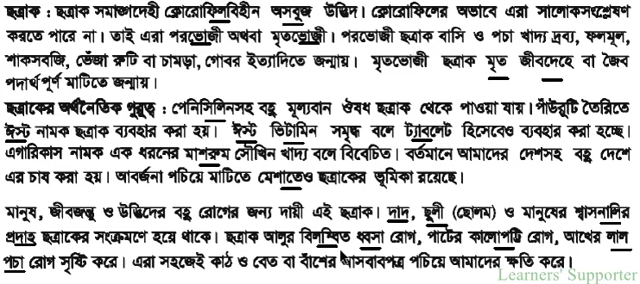 ছত্রাক : ছত্রাক সমাঙ্গদেহী ক্লোরোফিলবিহীন অসবুজ উদ্ভিদ। ক্লোরোফিলের অভাবে এরা সালোকসংশ্লেষণ
করতে পারে না। তাই এরা পরভোজী অথবা মৃতভোজী। পরভোজী ছত্রাক বাসি ও পচা খাদ্য দ্রব্য, ফলমূল,
শাকসবজি, ভেঁজা রুটি বা চামড়া, গোবর ইত্যাদিতে জন্মায়। মৃতভোজী ছত্রাক মৃত জীবদেহে বা জৈব
পদার্থপূর্ণ মাটিতে জন্মায়।
ছত্রাকের অর্থনৈতিক গুরুত্ব : পেনিসিলিনসহ বহু মূল্যবান ঔষধ ছত্রাক থেকে পাওয়া যায়। পাঁউরুটি তৈরিতে
ঈস্ট নামক ছত্রাক ব্যবহার করা হয়। ঈস্ট ভিটামিন সমৃদ্ধ বলে ট্যাবলেট হিসেবেও ব্যবহার করা হচ্ছে।
এগারিকাস নামক এক ধরনের মাশরুম সৌখিন খাদ্য বলে বিবেচিত। বর্তমানে আমাদের দেশসহ বহু দেশে
এর চাষ করা হয়। আবর্জনা পচিয়ে মাটিতে মেশাতেও ছত্রাকের ভূমিকা রয়েছে।
মানুষ, জীবজন্তু ও উদ্ভিদের বহু রোগের জন্য দায়ী এই ছত্রাক। দাদ, ছুলী (ছোলম) ও মানুষের শ্বাসনালির
প্রদাহ ছত্রাকের সংক্রমণে হয়ে থাকে। ছত্রাক আলুর বিলম্বিত ধ্বসা রোগ, পাটের কালোপট্টি রোগ, আখের লাল
পচা রোগ সৃষ্টি করে। এরা সহজেই কাঠ ও বেত বা বাঁশের আসবাবপত্র পচিয়ে আমাদের ক্ষতি করে।
Learners' Supporter